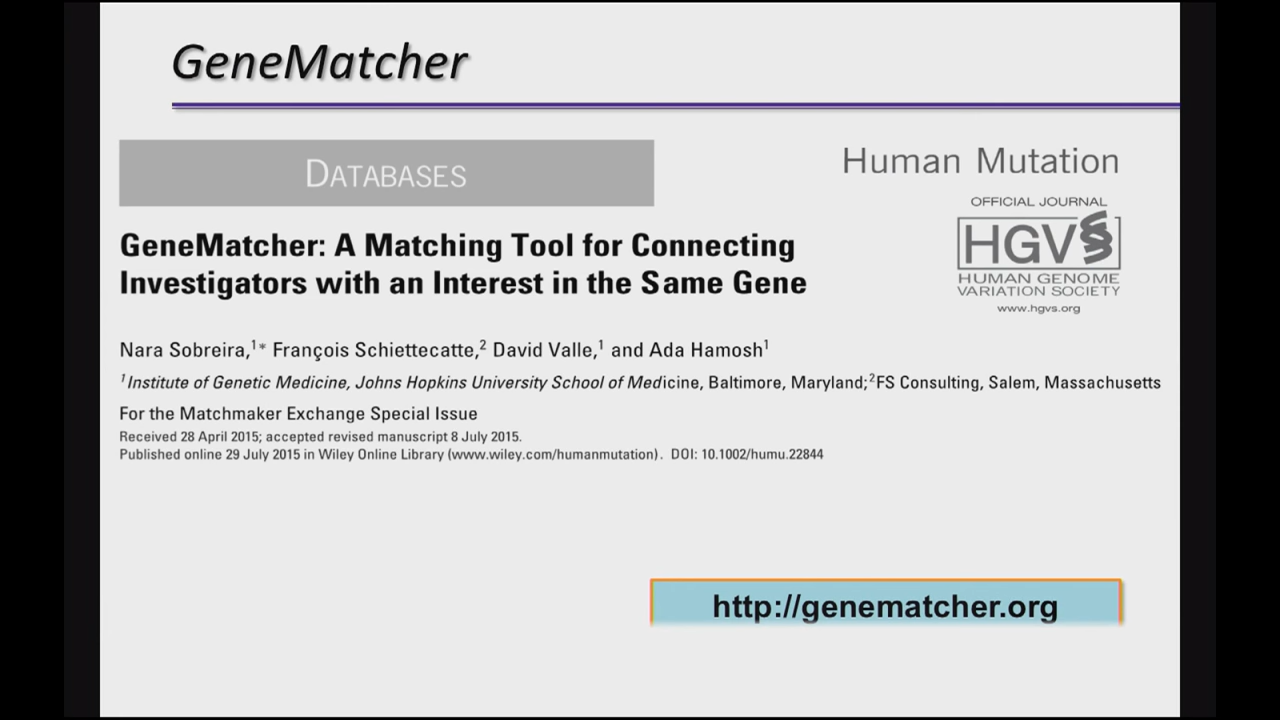 GeneMatcher
DATABASES
Human Mutation
OFFICIAL JOURNAL
HGVS
HUMAN GENOME
VARIATION SOCIETY
www.hgvs.org
GeneMatcher: A Matching Tool for Connecting
Investigators with an Interest in the Same Gene
Nara Sobreira,¹* François Schiettecatte,² David Valle,¹ and Ada Hamosh¹
¹Institute of Genetic Medicine, Johns Hopkins University School of Medicine, Baltimore, Maryland;²FS Consulting, Salem, Massachusetts
For the Matchmaker Exchange Special Issue
Received 28 April 2015; accepted revised manuscript 8 July 2015.
Published online 29 July 2015 in Wiley Online Library (www.wiley.com/humanmutation). DOI: 10.1002/humu.22844
http://genematcher.org